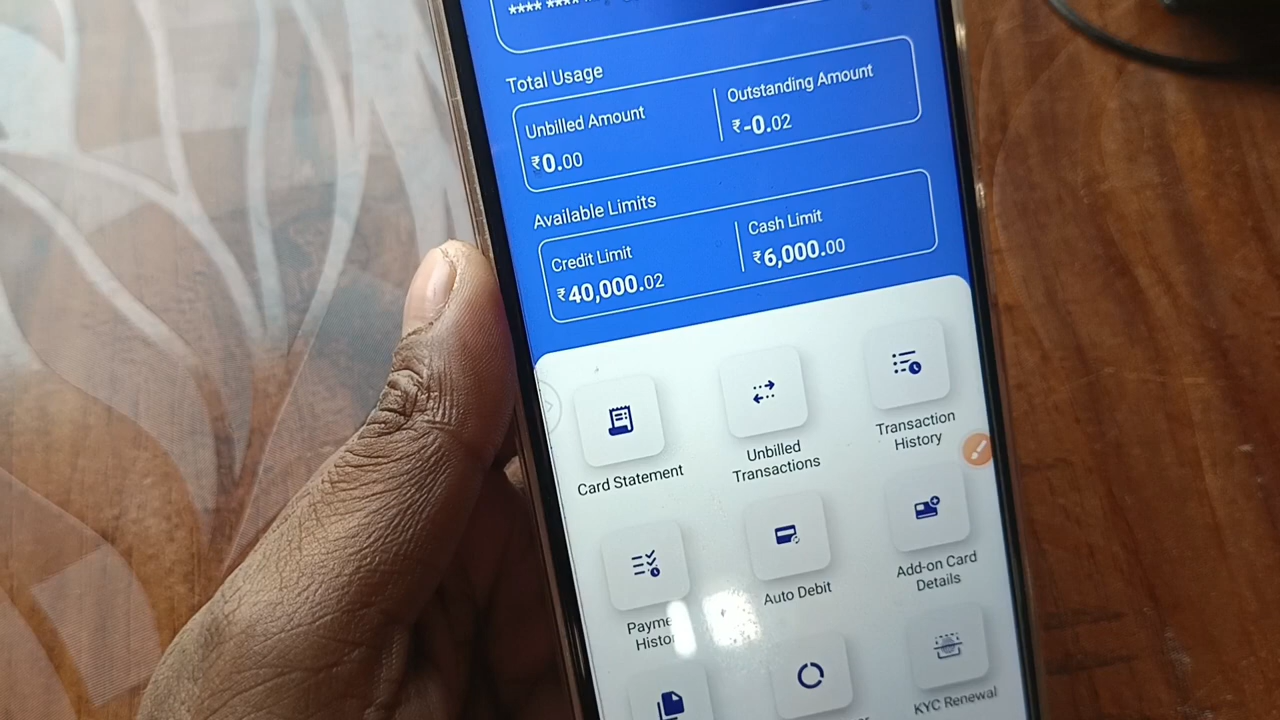 **** ****
Total Usage
Unbilled Amount
₹0.00
Outstanding Amount
₹-0.02
Available Limits
Credit Limit
₹40,000.02
Cash Limit
₹6,000.00
Card Statement
Unbilled
Transactions
Transaction
History
Auto Debit
Add-on Card
Details
KYC Renewal